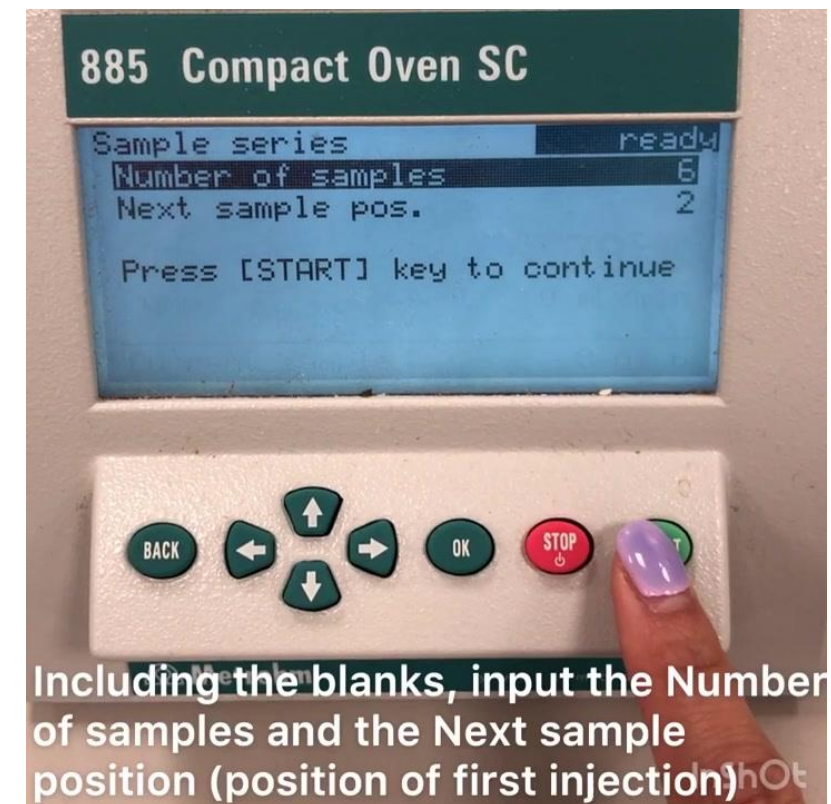 885 Compact Oven SC
Sample series ready
Number of samples 6
Next sample pos. 2
Press [START] key to continue
BACK
OK
STOP
Including the blanks, input the Number
of samples and the Next sample
position (position of first injection)
InShOt